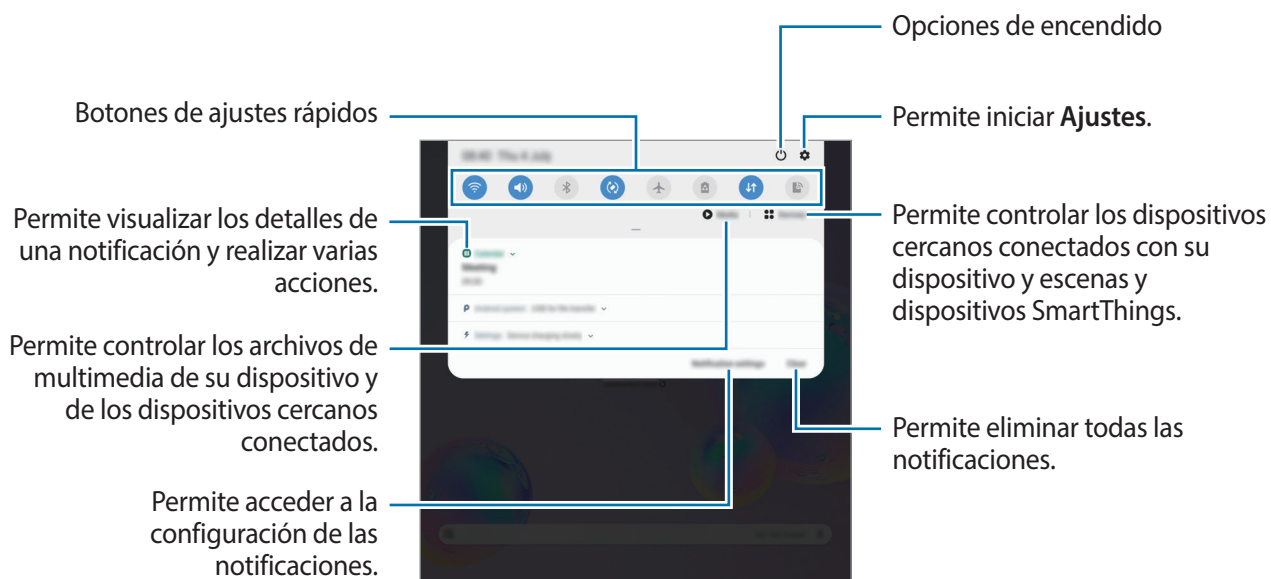 Opciones de encendido
Botones de ajustes rápidos
Permite iniciar Ajustes.
Permite visualizar los detalles de
una notificación y realizar varias
acciones.
Permite controlar los dispositivos
cercanos conectados con su
dispositivo y escenas y
dispositivos SmartThings.
Permite controlar los archivos de
multimedia de su dispositivo y
de los dispositivos cercanos
conectados.
Permite eliminar todas las
notificaciones.
Permite acceder a la
configuración de las
notificaciones.